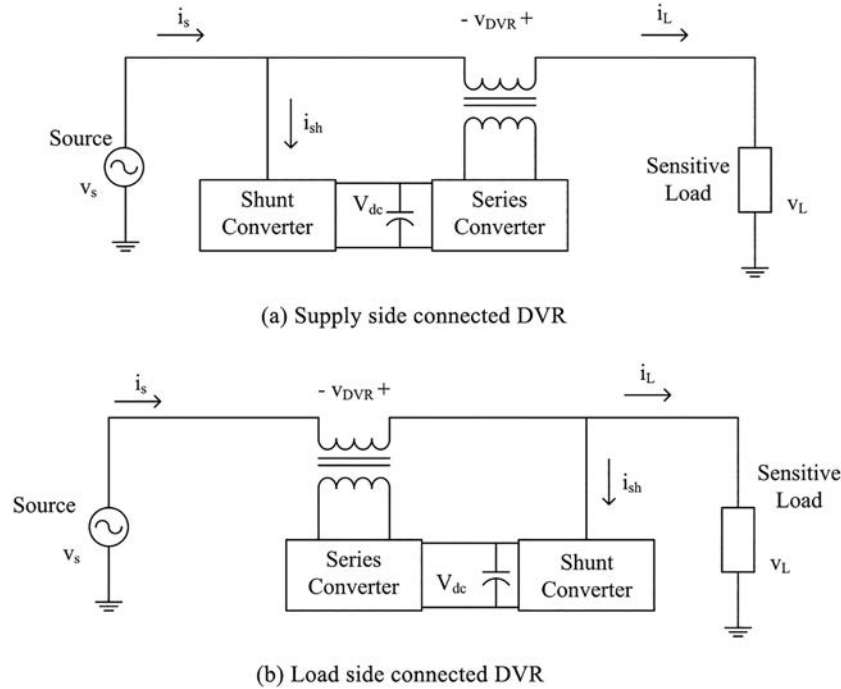 i_s
- v_DVR +
i_L
i_sh
Source
v_s
Shunt
Converter
V_dc
Series
Converter
Sensitive
Load
v_L
(a) Supply side connected DVR
i_s
- v_DVR +
i_L
i_sh
Source
v_s
Series
Converter
V_dc
Shunt
Converter
Sensitive
Load
v_L
(b) Load side connected DVR